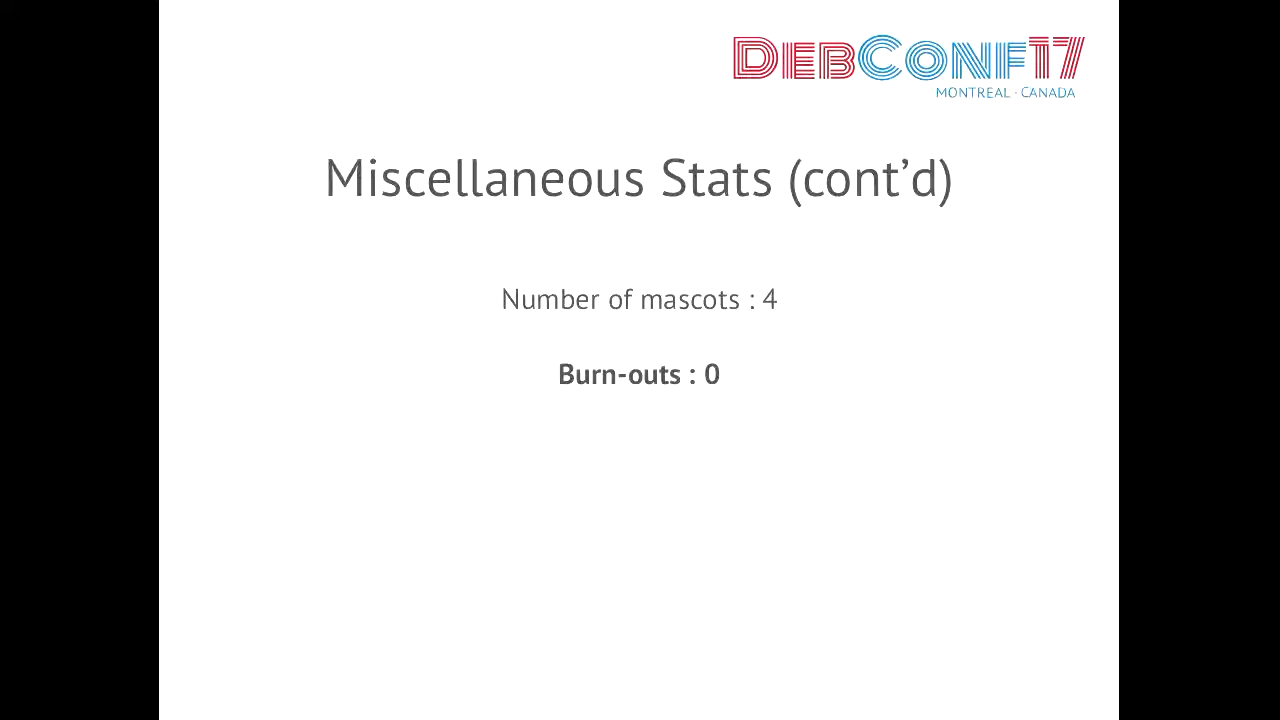 DEBCONF17
MONTREAL · CANADA
Miscellaneous Stats (cont’d)
Number of mascots : 4
Burn-outs : 0